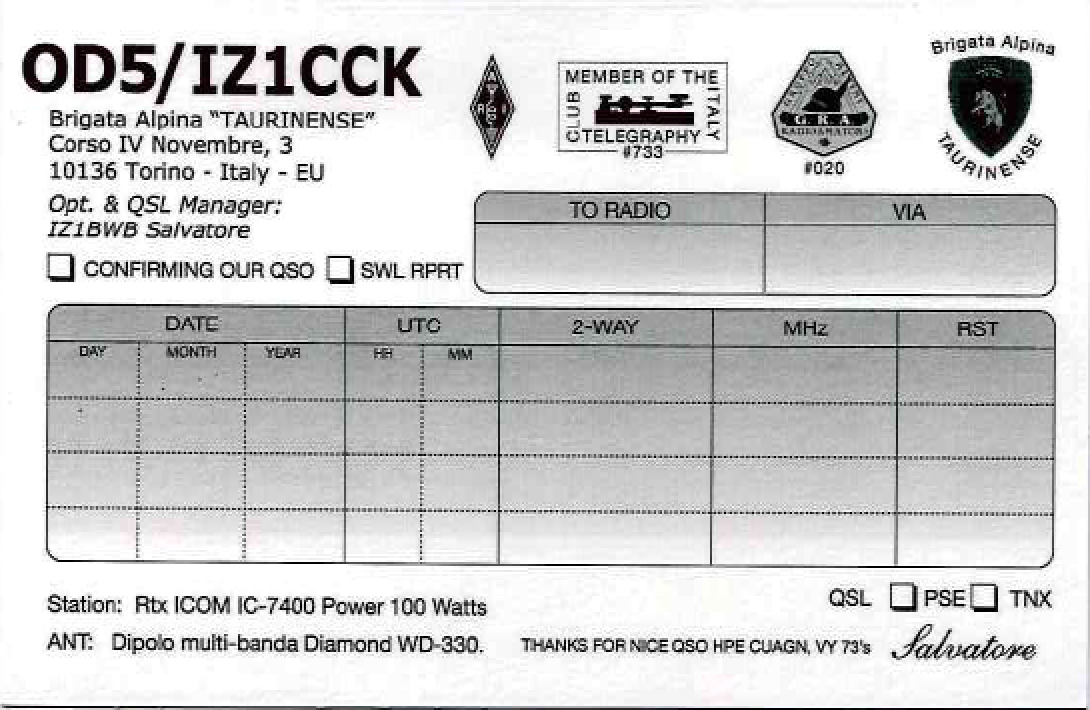 OD5/IZ1CCK
Brigata Alpina "TAURINENSE"
Corso IV Novembre, 3
10136 Torino - Italy - EU
Opt. & QSL Manager:
IZ1BWB Salvatore
CONFIRMING OUR QSO SWL RPRT
MEMBER OF THE
CLUB
ITALY
TELEGRAPHY
#733
G.R.A.
RADIOAMATORI
#020
Brigata Alpina
TAURINENSE
TO RADIO VIA
DATE UTC 2-WAY MHz RST
DAY MONTH YEAR HH MM
Station: Rtx ICOM IC-7400 Power 100 Watts
QSL PSE TNX
ANT: Dipolo multi-banda Diamond WD-330.
THANKS FOR NICE QSO HPE CUAGN, VY 73's
Salvatore